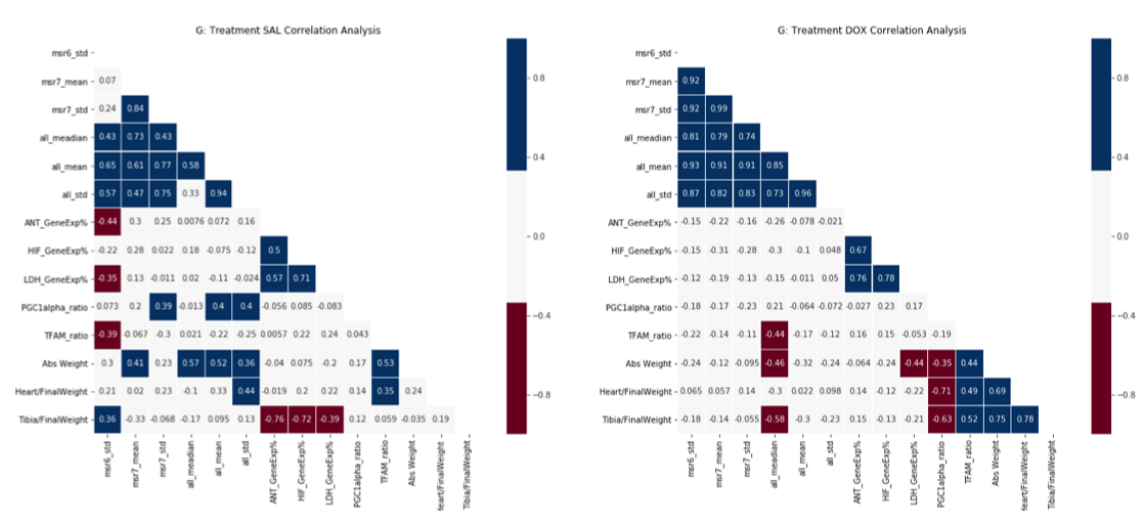 G: Treatment SAL Correlation Analysis
msr6_std
msr7_mean 0.07
msr7_std 0.24 0.84
all_meadian 0.43 0.73 0.43
all_mean 0.65 0.61 0.77 0.58
all_std 0.57 0.47 0.75 0.33 0.94
ANT_GeneExp% -0.44 0.3 0.25 0.0076 0.072 0.16
HIF_GeneExp% -0.22 0.28 0.022 0.18 -0.075 -0.12 0.5
LDH_GeneExp% -0.35 0.13 -0.011 0.02 -0.11 -0.024 0.57 0.71
PGC1alpha_ratio 0.073 0.2 0.39 -0.013 0.4 0.4 -0.056 0.085 -0.083
TFAM_ratio -0.39 -0.067 -0.3 0.021 -0.22 -0.25 0.0057 0.22 0.24 0.043
Abs Weight 0.3 0.41 0.23 0.57 0.52 0.36 -0.04 0.075 -0.2 0.17 0.53
Heart/FinalWeight 0.21 0.02 0.23 -0.1 0.33 0.44 -0.019 0.2 0.22 0.14 0.35 0.24
Tibia/FinalWeight 0.36 -0.33 -0.068 -0.17 0.095 0.13 -0.76 -0.72 -0.39 0.12 0.059 -0.035 0.19
msr6_std msr7_mean msr7_std all_meadian all_mean all_std ANT_GeneExp% HIF_GeneExp% LDH_GeneExp% PGC1alpha_ratio TFAM_ratio Abs Weight Heart/FinalWeight Tibia/FinalWeight
0.8
0.4
0.0
-0.4
-0.8
G: Treatment DOX Correlation Analysis
msr6_std
msr7_mean 0.92
msr7_std 0.92 0.99
all_meadian 0.81 0.79 0.74
all_mean 0.93 0.91 0.91 0.85
all_std 0.87 0.82 0.83 0.73 0.96
ANT_GeneExp% -0.15 -0.22 -0.16 -0.26 -0.078 -0.021
HIF_GeneExp% -0.15 -0.31 -0.28 -0.3 -0.1 0.048 0.67
LDH_GeneExp% -0.12 -0.19 -0.13 -0.15 -0.011 0.05 0.76 0.78
PGC1alpha_ratio -0.18 -0.17 -0.23 0.21 -0.064 -0.072 -0.027 0.23 0.17
TFAM_ratio -0.22 -0.14 -0.11 -0.44 -0.17 -0.12 0.16 0.15 -0.053 -0.19
Abs Weight -0.24 -0.12 -0.095 -0.46 -0.32 -0.24 -0.064 -0.24 -0.44 -0.35 0.44
Heart/FinalWeight 0.065 0.057 0.14 -0.3 0.022 0.098 0.14 -0.12 -0.22 -0.71 0.49 0.69
Tibia/FinalWeight -0.18 -0.14 -0.055 -0.58 -0.3 -0.23 0.15 -0.13 -0.21 -0.63 0.52 0.75 0.78
msr6_std msr7_mean msr7_std all_meadian all_mean all_std ANT_GeneExp% HIF_GeneExp% LDH_GeneExp% PGC1alpha_ratio TFAM_ratio Abs Weight Heart/FinalWeight Tibia/FinalWeight
0.8
0.4
0.0
-0.4
-0.8